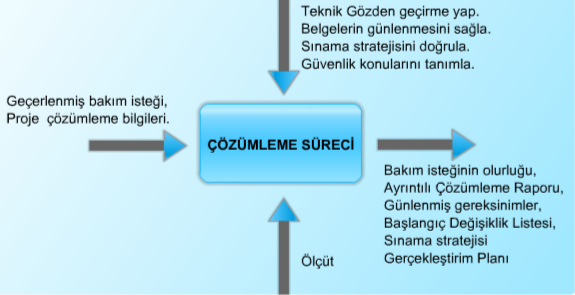 Teknik Gözden geçirme yap.
Belgelerin günlenmesini sağla.
Sınama stratejisini doğrula.
Güvenlik konularını tanımla.
Geçerlenmiş bakım isteği,
Proje çözümleme bilgileri.
ÇÖZÜMLEME SÜRECİ
Bakım isteğinin olurluğu,
Ayrıntılı Çözümleme Raporu,
Günlenmiş gereksinimler,
Başlangıç Değişiklik Listesi,
Sınama stratejisi
Gerçekleştirim Planı
Ölçüt